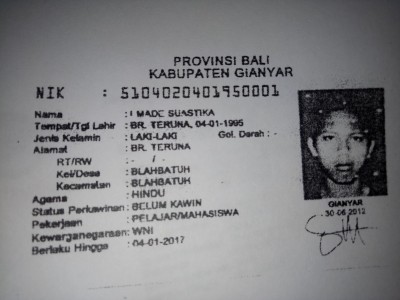 PROVINSI BALI
KABUPATEN GIANYAR
NIK : 5104020401950001
Nama : I MADE SUASTIKA
Tempat/Tgl Lahir : BR. TERUNA, 04-01-1995
Jenis Kelamin : LAKI-LAKI Gol. Darah : -
Alamat : BR. TERUNA
RT/RW : - / -
Kel/Desa : BLAHBATUH
Kecamatan : BLAHBATUH
Agama : HINDU
Status Perkawinan : BELUM KAWIN
Pekerjaan : PELAJAR/MAHASISWA
Kewarganegaraan : WNI
Berlaku Hingga : 04-01-2017
GIANYAR
30-06-2012